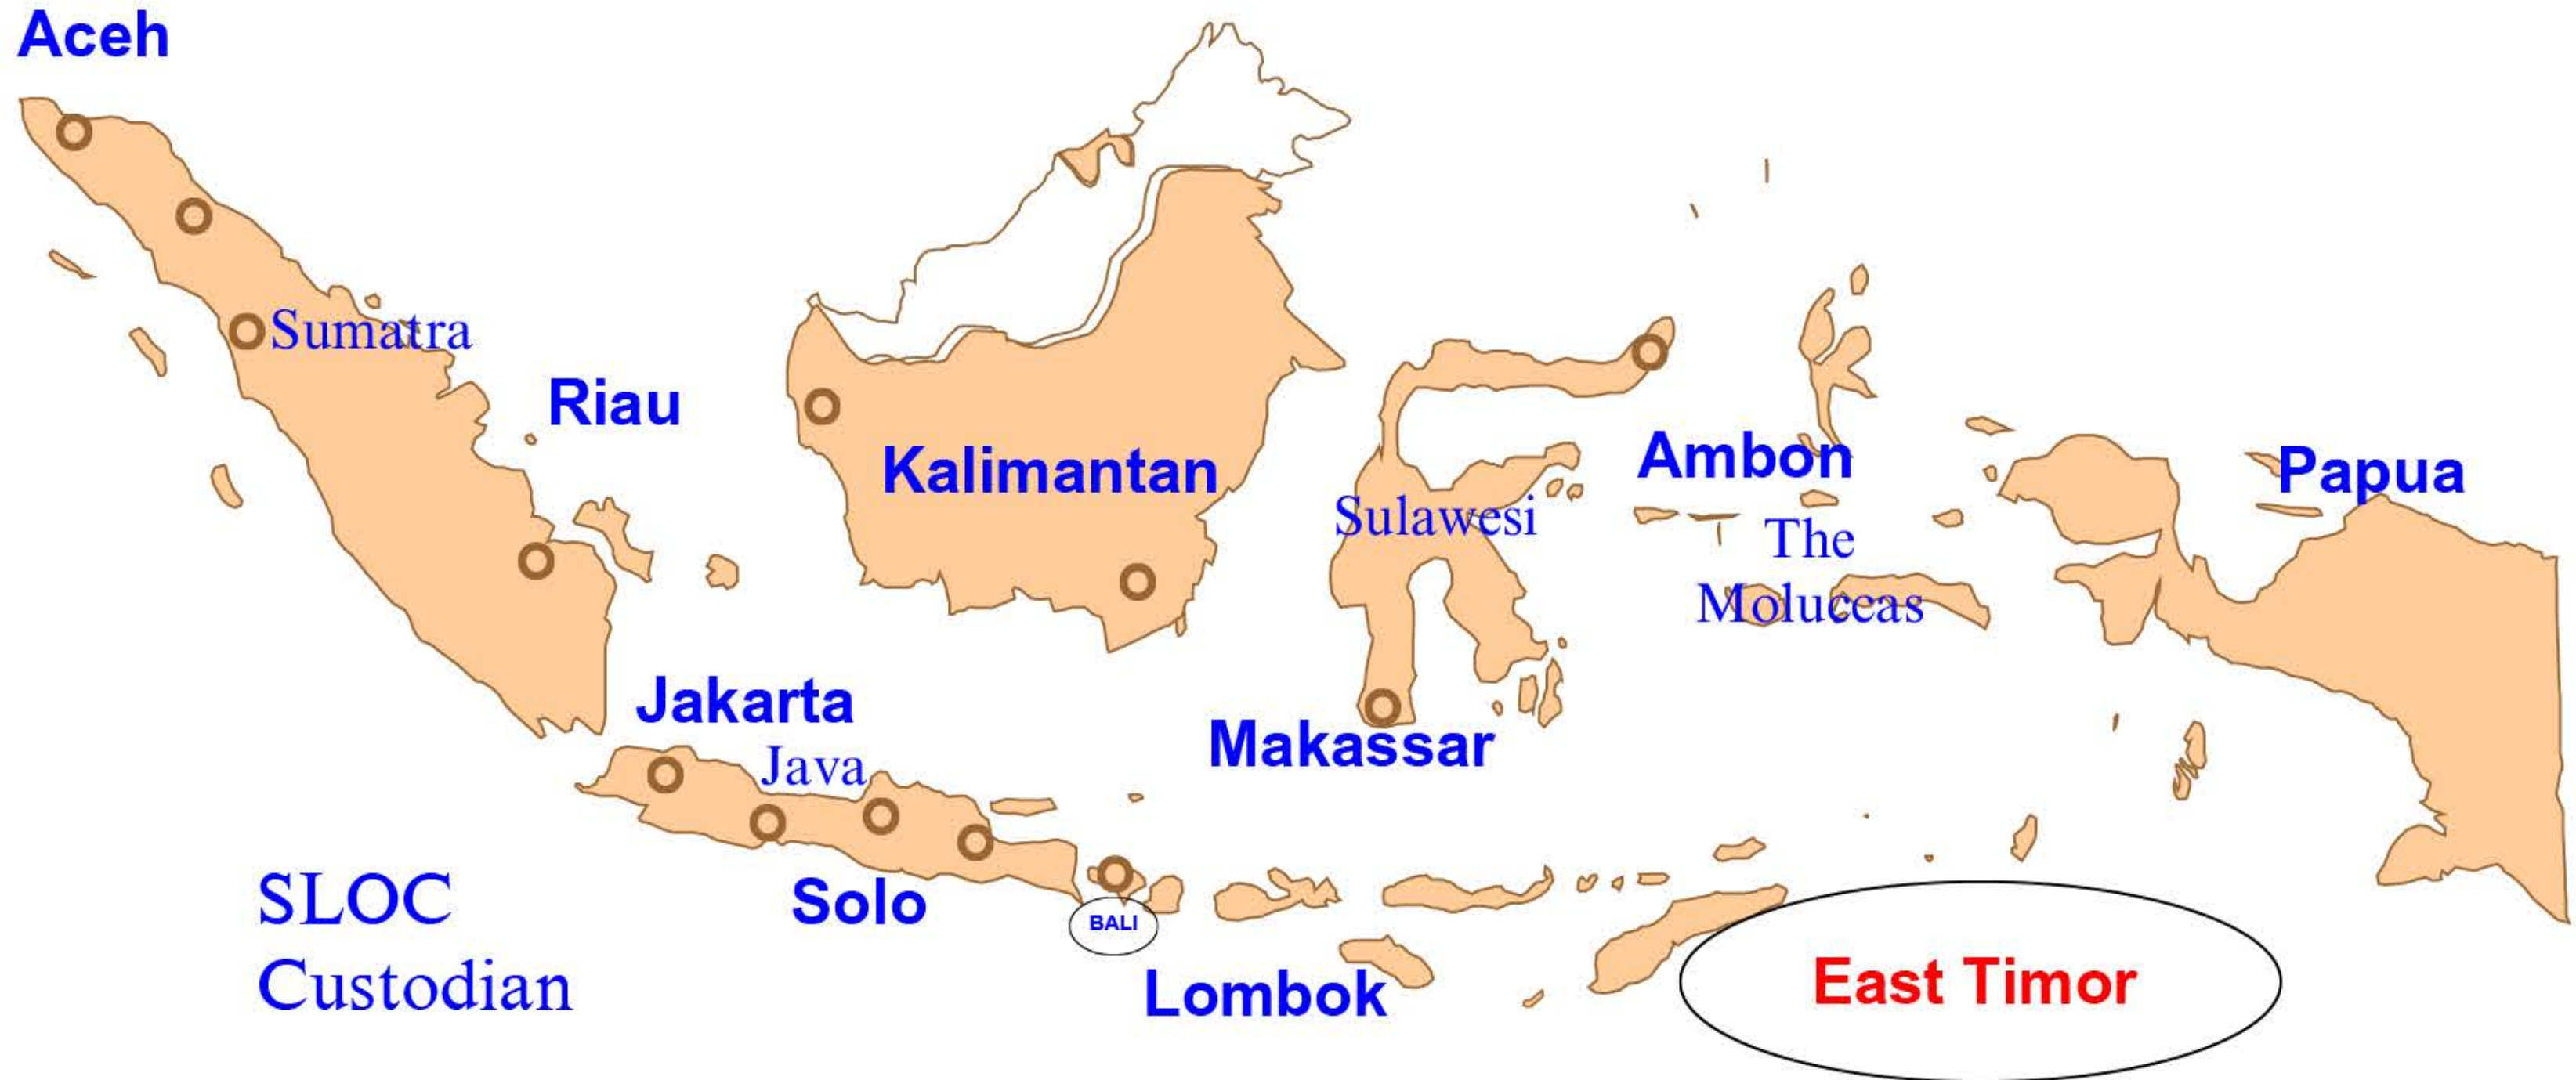 Aceh
Sumatra
Riau
Kalimantan
Sulawesi
Ambon
The
Moluccas
Papua
Jakarta
Java
Makassar
Solo
BALI
Lombok
East Timor
SLOC
Custodian